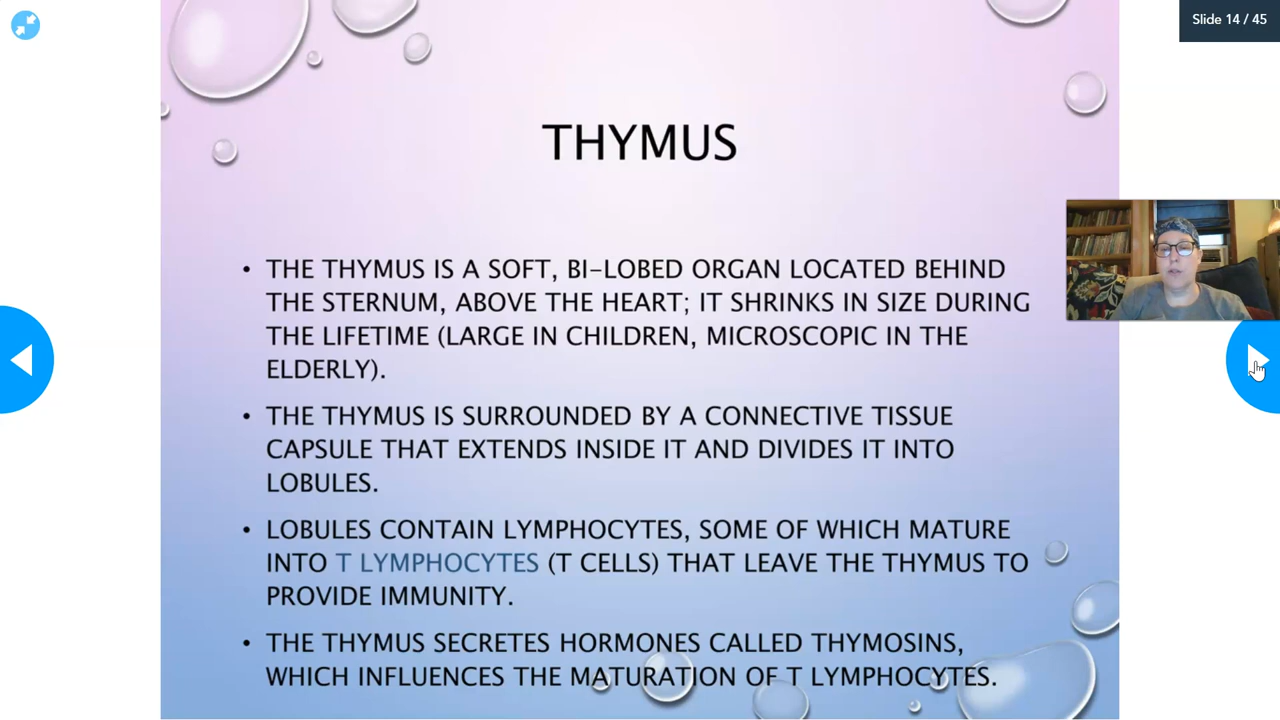 Slide 14 / 45
THYMUS
• THE THYMUS IS A SOFT, BI-LOBED ORGAN LOCATED BEHIND
THE STERNUM, ABOVE THE HEART; IT SHRINKS IN SIZE DURING
THE LIFETIME (LARGE IN CHILDREN, MICROSCOPIC IN THE
ELDERLY).
• THE THYMUS IS SURROUNDED BY A CONNECTIVE TISSUE
CAPSULE THAT EXTENDS INSIDE IT AND DIVIDES IT INTO
LOBULES.
• LOBULES CONTAIN LYMPHOCYTES, SOME OF WHICH MATURE
INTO T LYMPHOCYTES (T CELLS) THAT LEAVE THE THYMUS TO
PROVIDE IMMUNITY.
• THE THYMUS SECRETES HORMONES CALLED THYMOSINS,
WHICH INFLUENCES THE MATURATION OF T LYMPHOCYTES.